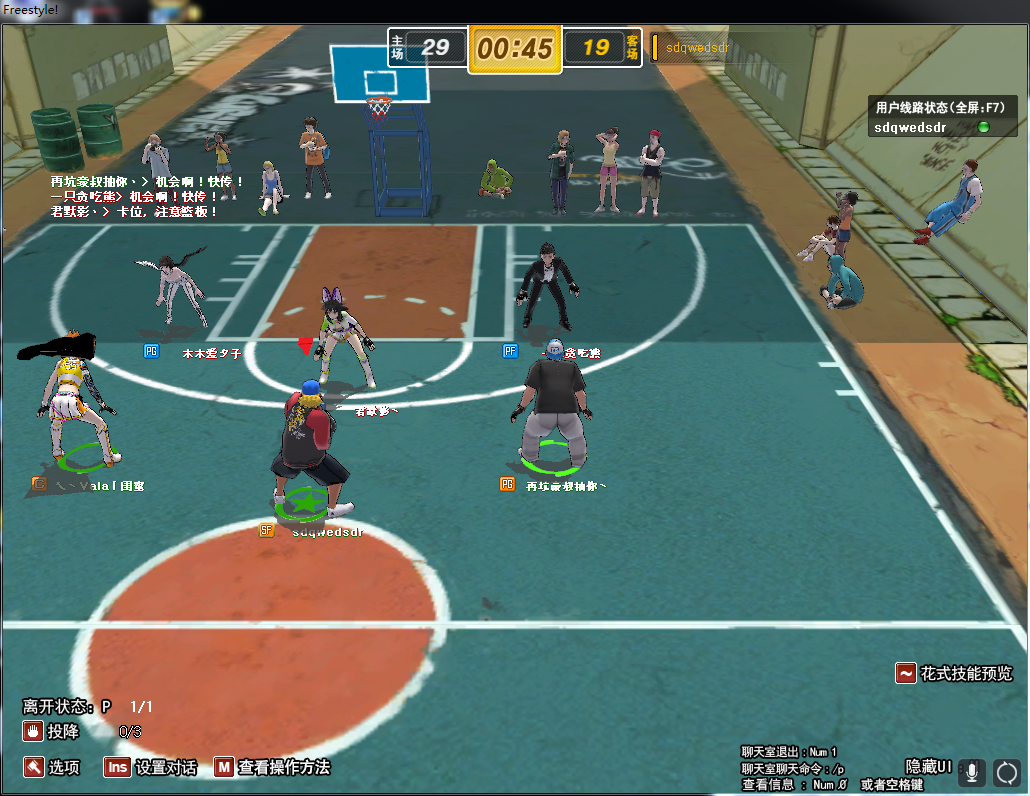 Freestyle!
主场 29 00:45 19 客场 sdqwedsdr
用户线路状态(全屏:F7)
sdqwedsdr
再坑豪叔抽你丶> 机会啊！快传！
一只贪吃熊> 机会啊！快传！
君默影丶> 卡位, 注意篮板！
PG 木木爱夕子
PF 贪吃熊
君默影丶
C ala「闺蜜
PG 再坑豪叔抽你丶
SF sdqwedsdr
~ 花式技能预览
离开状态: P 1/1
投降 0/3
选项 Ins 设置对话 M 查看操作方法
聊天室退出 : Num 1
聊天室聊天命令 : /p
查看信息 : Num 0 或者空格键
隐藏UI